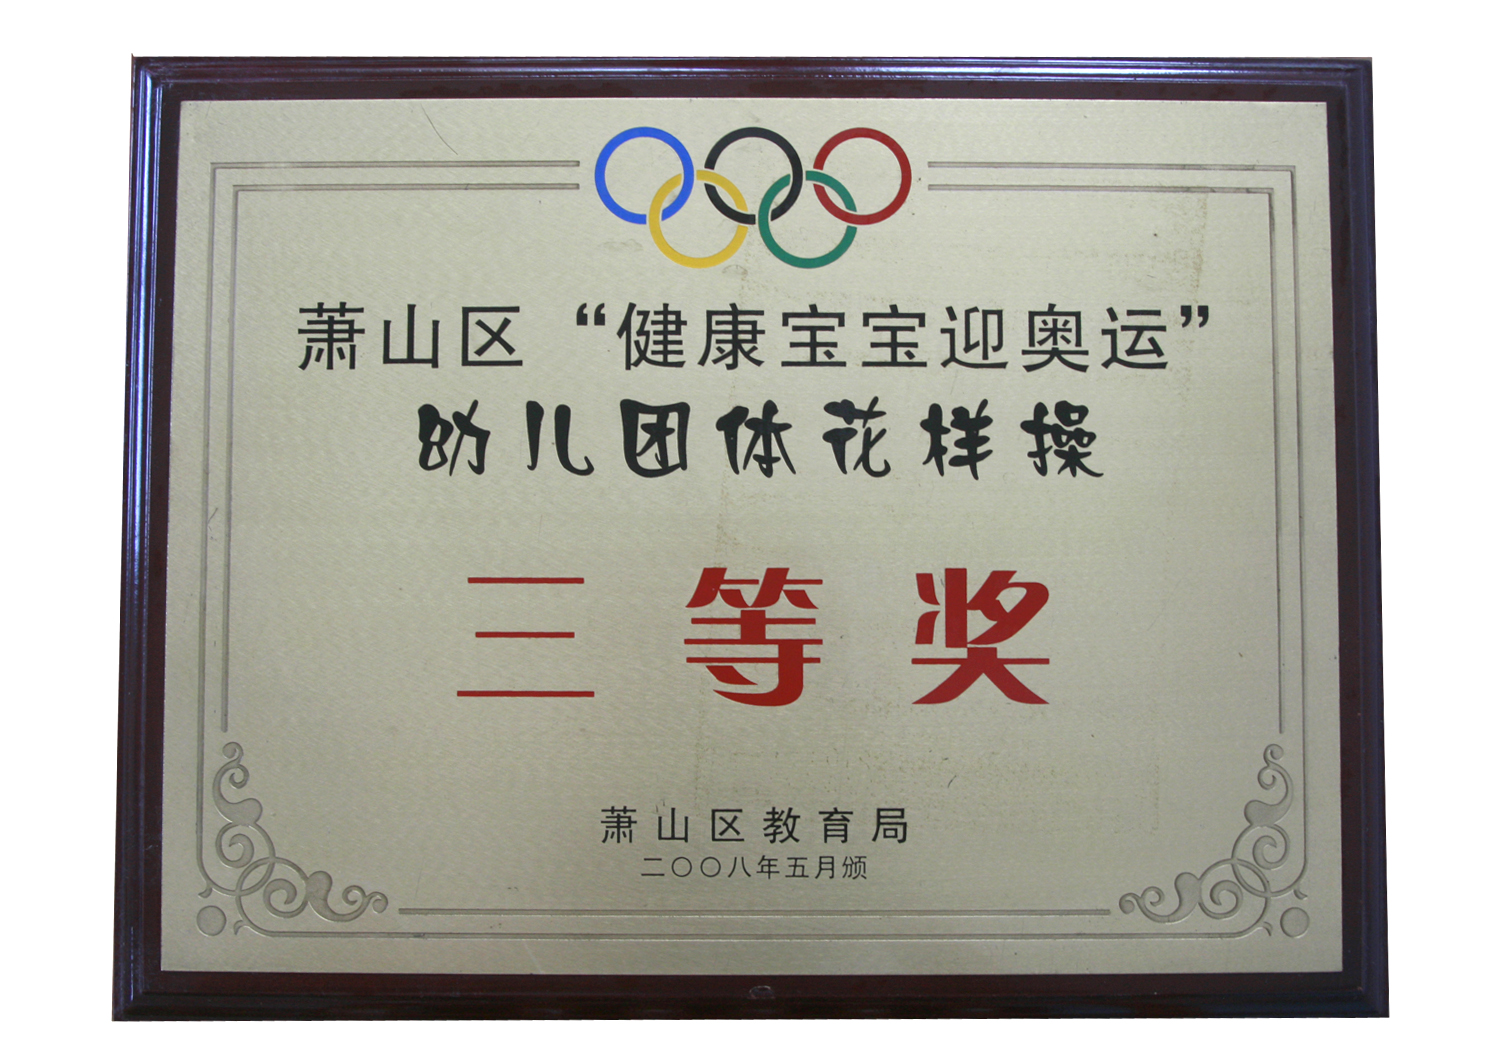 萧山区“健康宝宝迎奥运”
幼儿团体花样操
三等奖
萧山区教育局
二〇〇八年五月颁